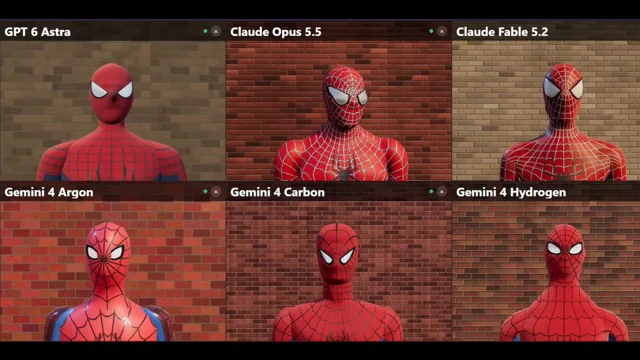 GPT 6 Astra
Claude Opus 5.5
Claude Fable 5.2
Gemini 4 Argon
Gemini 4 Carbon
Gemini 4 Hydrogen